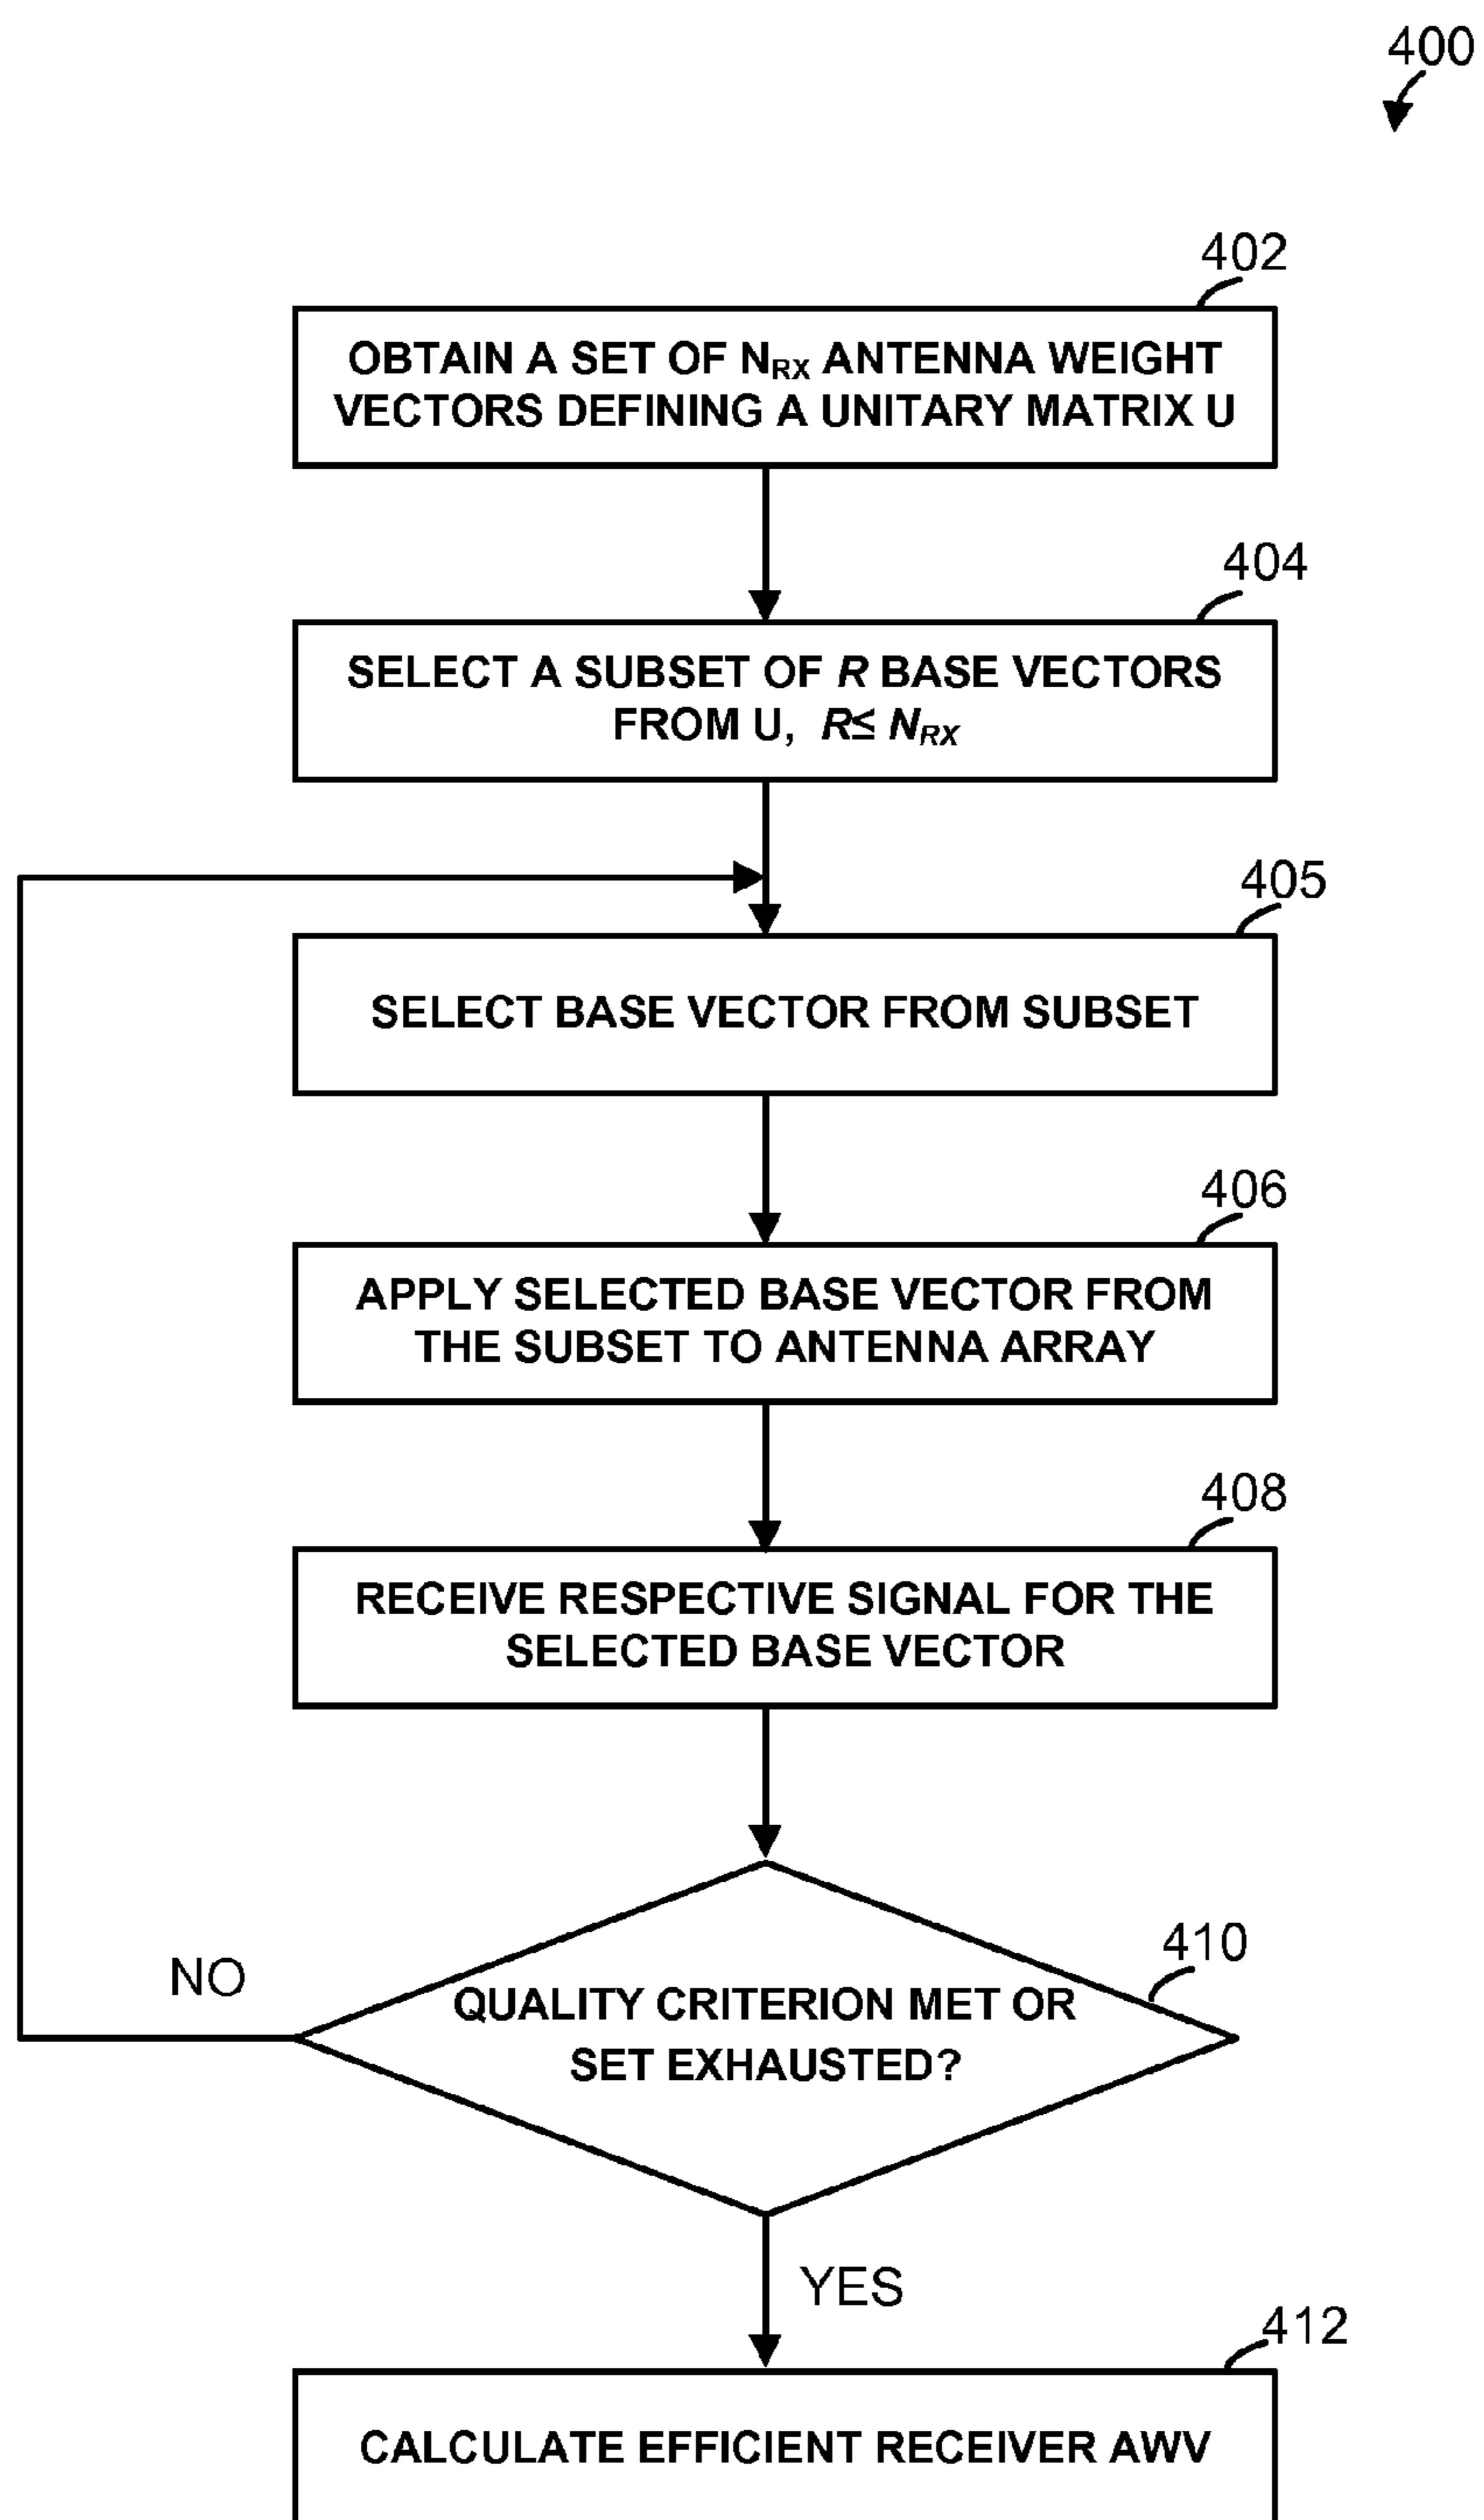 400
402
OBTAIN A SET OF NRX ANTENNA WEIGHT
VECTORS DEFINING A UNITARY MATRIX U
404
SELECT A SUBSET OF R BASE VECTORS
FROM U, R≤ NRX
405
SELECT BASE VECTOR FROM SUBSET
406
APPLY SELECTED BASE VECTOR FROM
THE SUBSET TO ANTENNA ARRAY
408
RECEIVE RESPECTIVE SIGNAL FOR THE
SELECTED BASE VECTOR
410
NO
QUALITY CRITERION MET OR
SET EXHAUSTED?
YES
412
CALCULATE EFFICIENT RECEIVER AWV